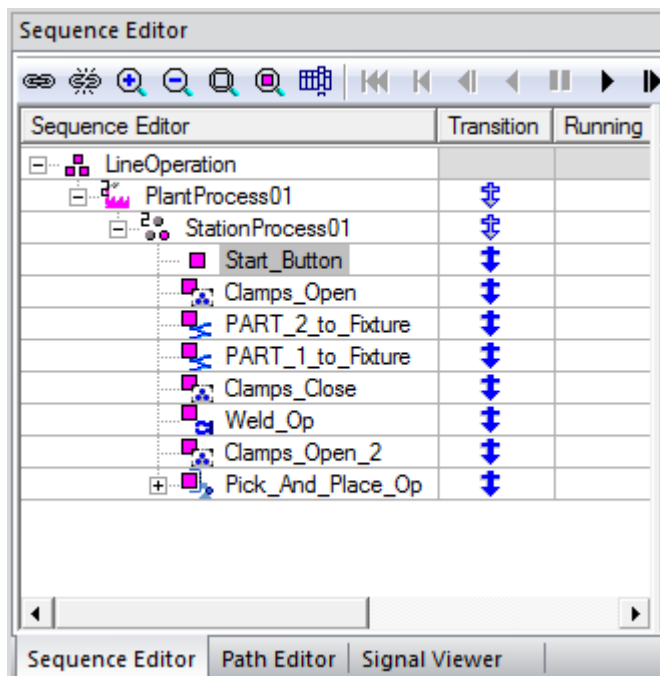 Sequence Editor
Sequence Editor Transition Running
LineOperation
PlantProcess01
StationProcess01
Start_Button
Clamps_Open
PART_2_to_Fixture
PART_1_to_Fixture
Clamps_Close
Weld_Op
Clamps_Open_2
Pick_And_Place_Op
Sequence Editor Path Editor Signal Viewer